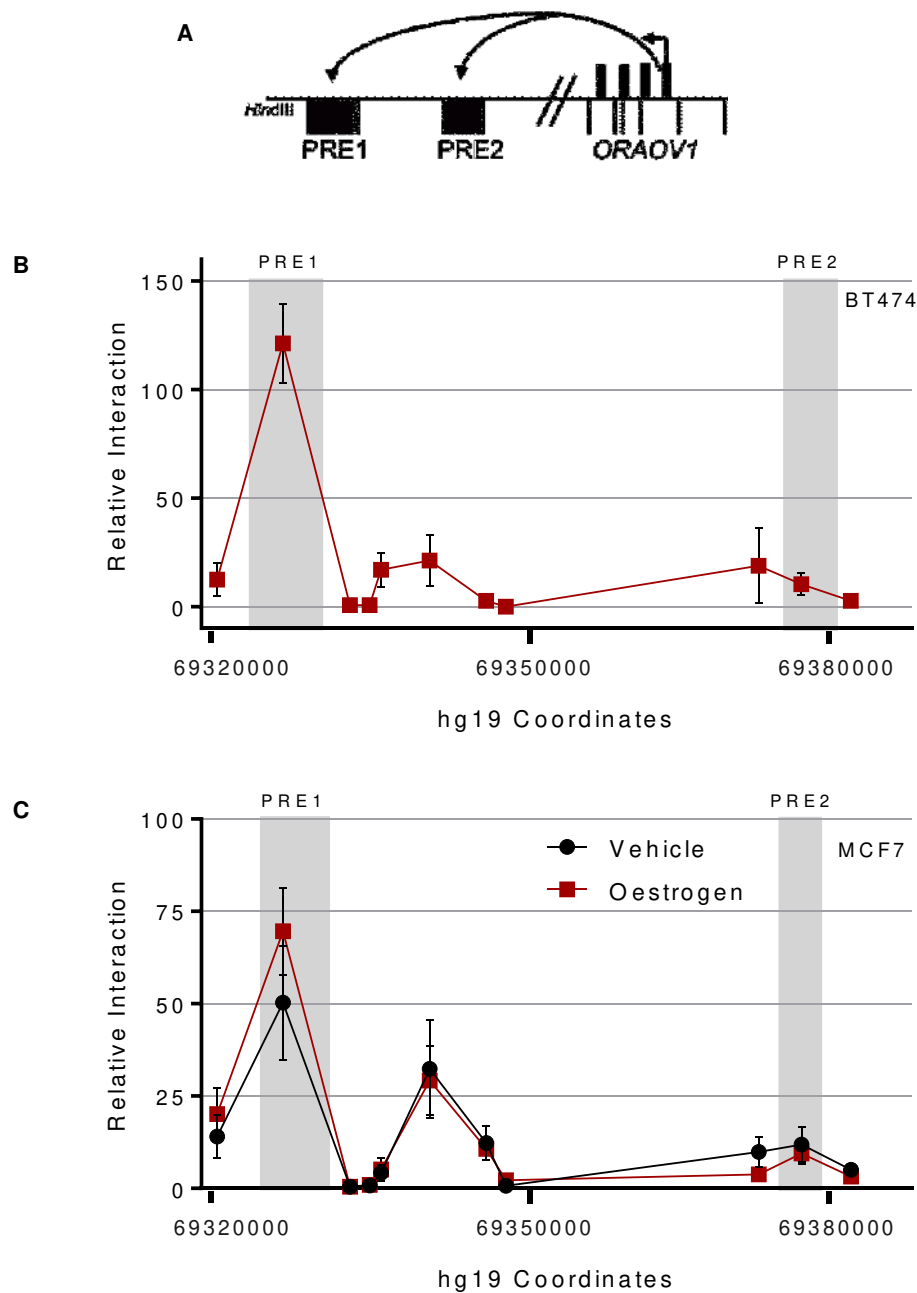 A
HindIII
PRE1 PRE2 ORAOV1
B
PRE1 PRE2
BT474
150
100
50
0
Relative Interaction
69320000 69350000 69380000
hg19 Coordinates
C
PRE1 PRE2
MCF7
Vehicle
Oestrogen
100
75
50
25
0
Relative Interaction
69320000 69350000 69380000
hg19 Coordinates